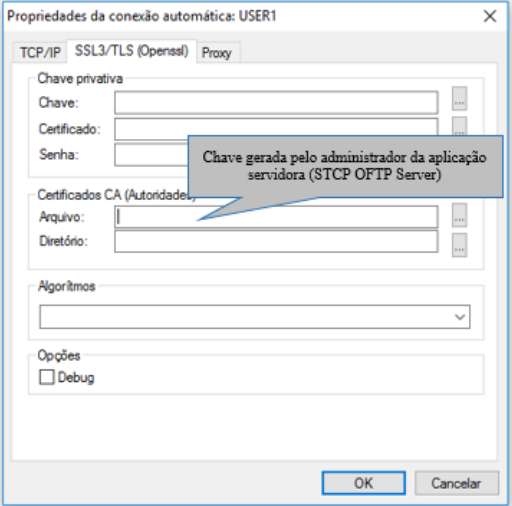 Propriedades da conexão automática: USER1
TCP/IP SSL3/TLS (Openssl) Proxy
Chave privativa
Chave:
...
Certificado:
...
Senha:
Chave gerada pelo administrador da aplicação
servidora (STCP OFTP Server)
Certificados CA (Autoridades)
Arquivo:
...
Diretório:
...
Algorítmos
Opções
Debug
OK Cancelar